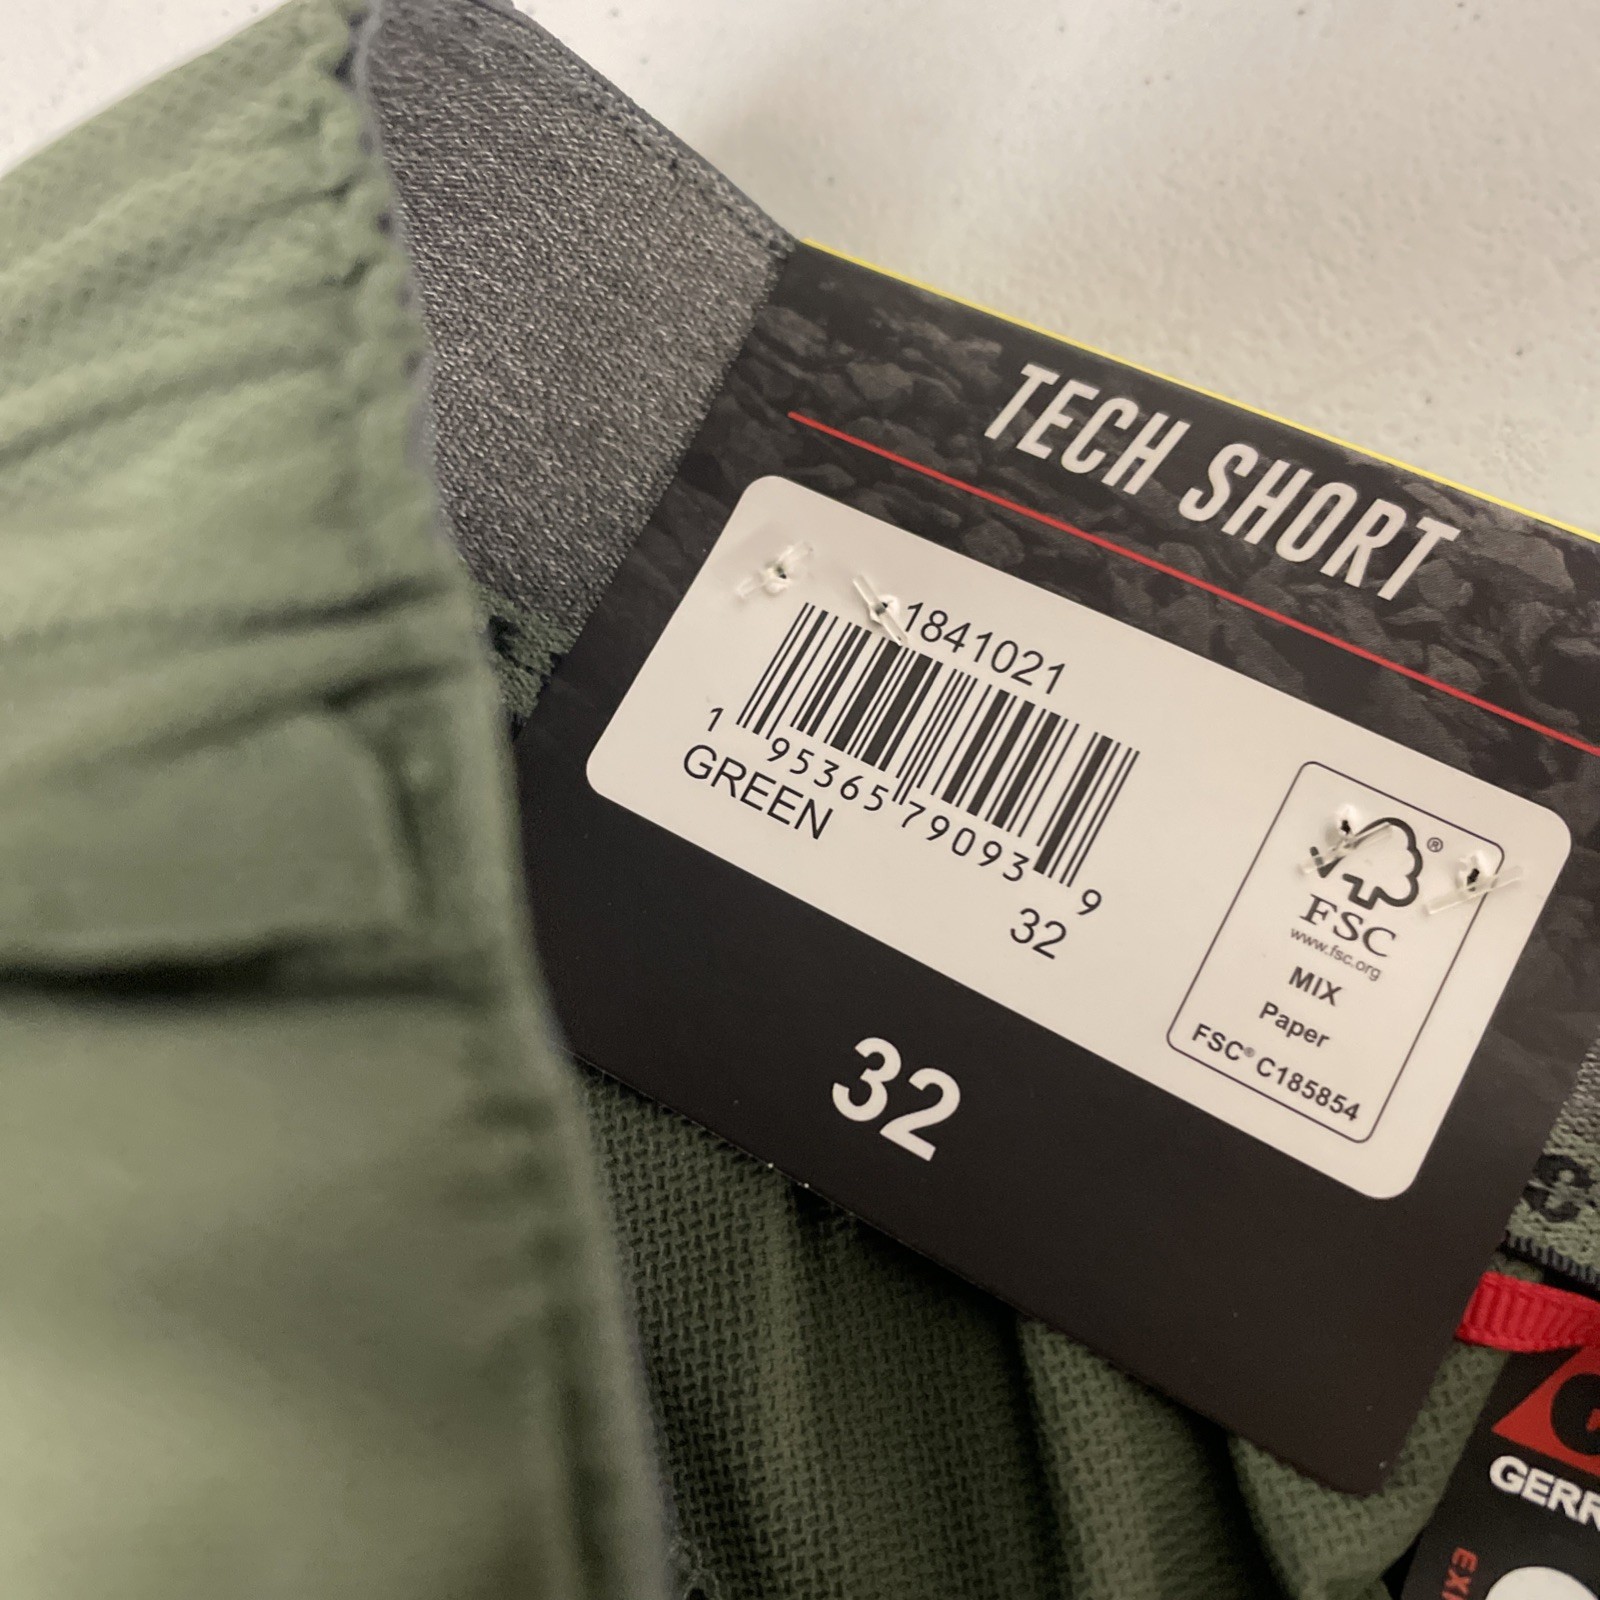 TECH SHORT
1841021
1 95365 79093 9
GREEN 32
®
FSC
www.fsc.org
MIX
Paper
FSC® C185854
32